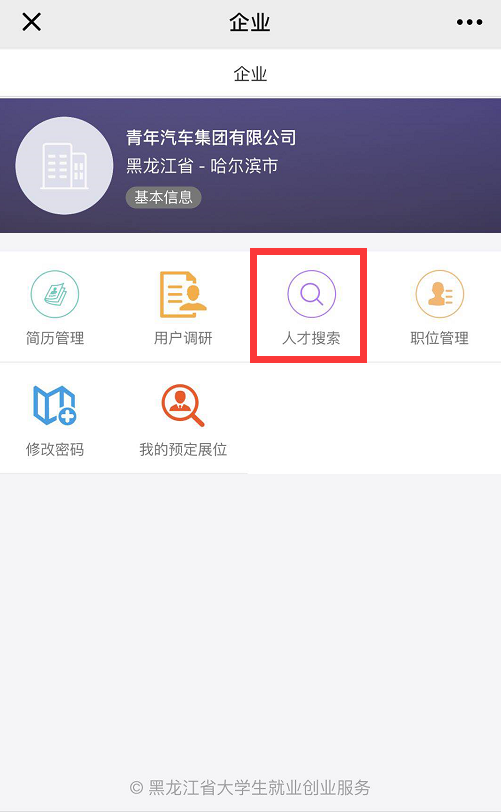 企业
企业
青年汽车集团有限公司
黑龙江省 - 哈尔滨市
基本信息
简历管理 用户调研 人才搜索 职位管理
修改密码 我的预定展位
© 黑龙江省大学生就业创业服务